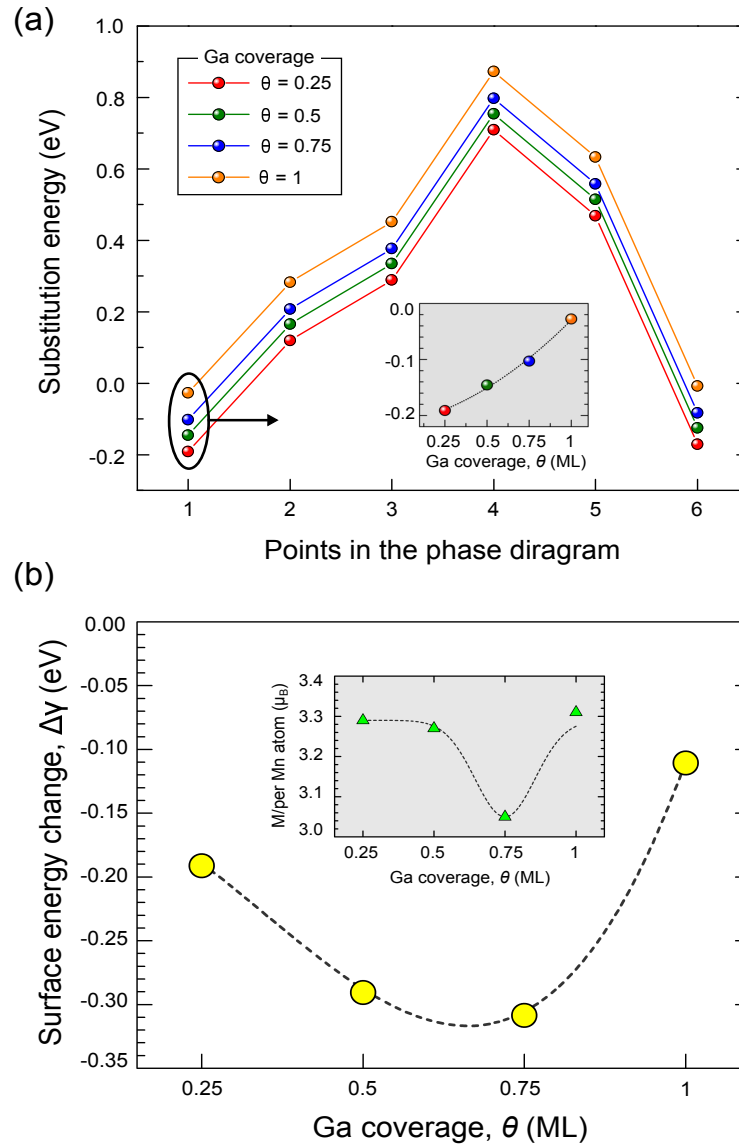 (a)
1.0
0.8
0.6
0.4
0.2
0.0
-0.2
Substitution energy (eV)
Ga coverage
θ = 0.25
θ = 0.5
θ = 0.75
θ = 1
0.0
-0.1
-0.2
0.25 0.5 0.75 1
Ga coverage, θ (ML)
1 2 3 4 5 6
Points in the phase diragram
(b)
0.00
-0.05
-0.10
-0.15
-0.20
-0.25
-0.30
-0.35
Surface energy change, Δγ (eV)
3.4
3.3
3.2
3.1
3.0
M/per Mn atom (μB)
0.25 0.5 0.75 1
Ga coverage, θ (ML)
0.25 0.5 0.75 1
Ga coverage, θ (ML)